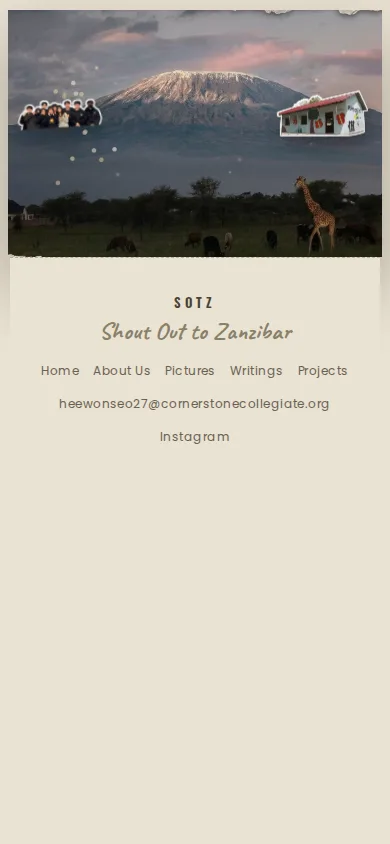 SOTZ
Shout Out to Zanzibar
Home About Us Pictures Writings Projects
heewonseo27@cornerstonecollegiate.org
Instagram